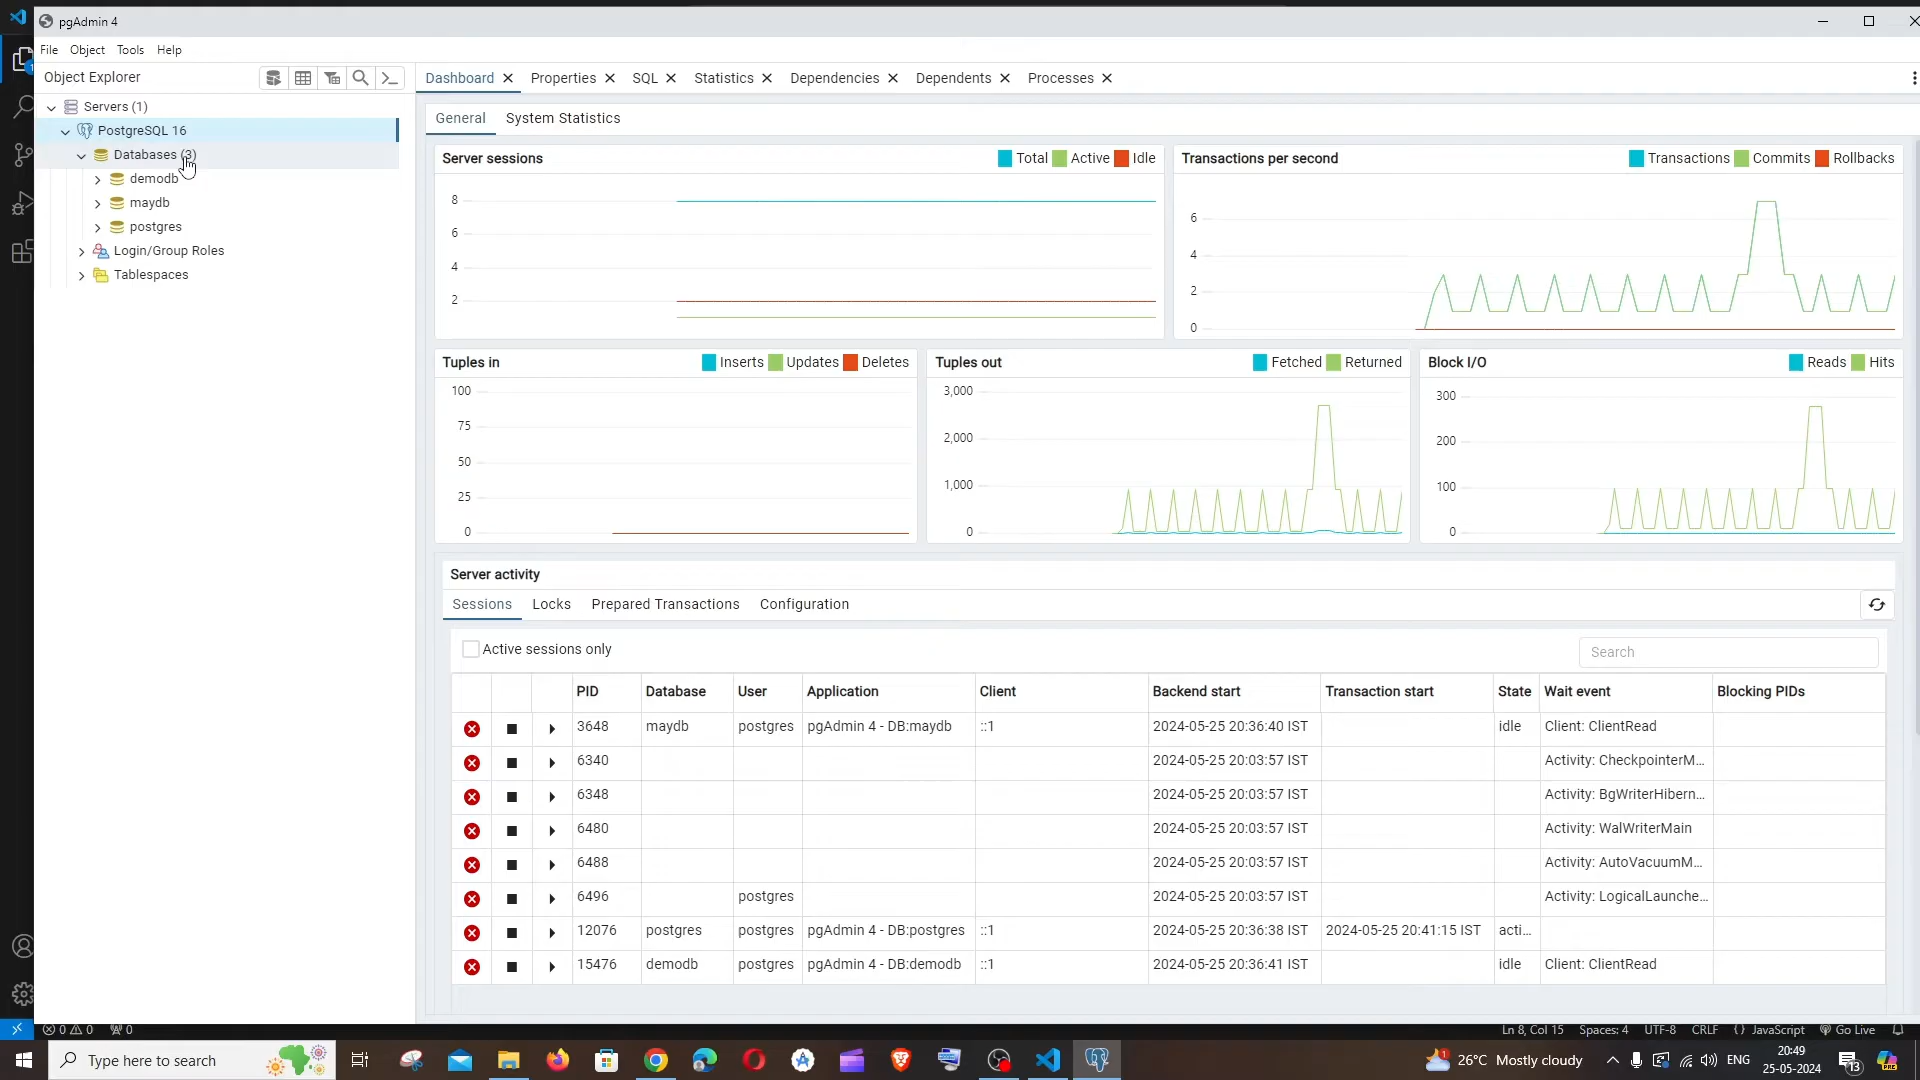 pgAdmin 4
File Object Tools Help
Object Explorer
Dashboard Properties SQL Statistics Dependencies Dependents Processes
Servers (1)
PostgreSQL 16
Databases (3)
demodb
maydb
postgres
Login/Group Roles
Tablespaces
General System Statistics
Server sessions Total Active Idle
8
6
4
2
Transactions per second Transactions Commits Rollbacks
6
4
2
0
Tuples in Inserts Updates Deletes
100
75
50
25
0
Tuples out Fetched Returned
3,000
2,000
1,000
0
Block I/O Reads Hits
300
200
100
0
Server activity
Sessions Locks Prepared Transactions Configuration
Active sessions only Search
PID Database User Application Client Backend start Transaction start State Wait event Blocking PIDs
3648 maydb postgres pgAdmin 4 - DB:maydb ::1 2024-05-25 20:36:40 IST idle Client: ClientRead
6340 2024-05-25 20:03:57 IST Activity: CheckpointerM...
6348 2024-05-25 20:03:57 IST Activity: BgWriterHibern...
6480 2024-05-25 20:03:57 IST Activity: WalWriterMain
6488 2024-05-25 20:03:57 IST Activity: AutoVacuumM...
6496 postgres 2024-05-25 20:03:57 IST Activity: LogicalLaunche...
12076 postgres postgres pgAdmin 4 - DB:postgres ::1 2024-05-25 20:36:38 IST 2024-05-25 20:41:15 IST acti...
15476 demodb postgres pgAdmin 4 - DB:demodb ::1 2024-05-25 20:36:41 IST idle Client: ClientRead
0 0 0 Ln 8, Col 15 Spaces: 4 UTF-8 CRLF {} JavaScript Go Live
Type here to search 26°C Mostly cloudy ENG 20:49
25-05-2024
13